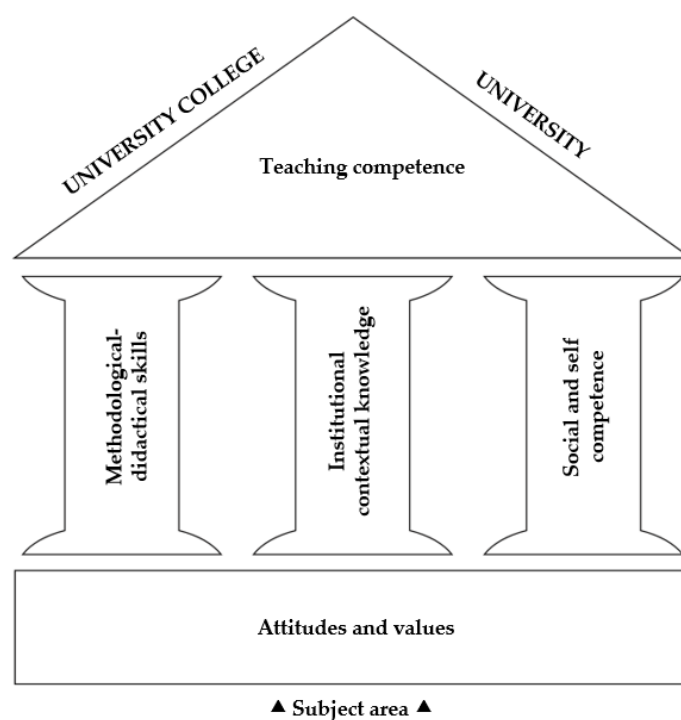 UNIVERSITY COLLEGE
UNIVERSITY
Teaching competence
Methodological-
didactical skills
Institutional
contextual knowledge
Social and self
competence
Attitudes and values
▲ Subject area ▲